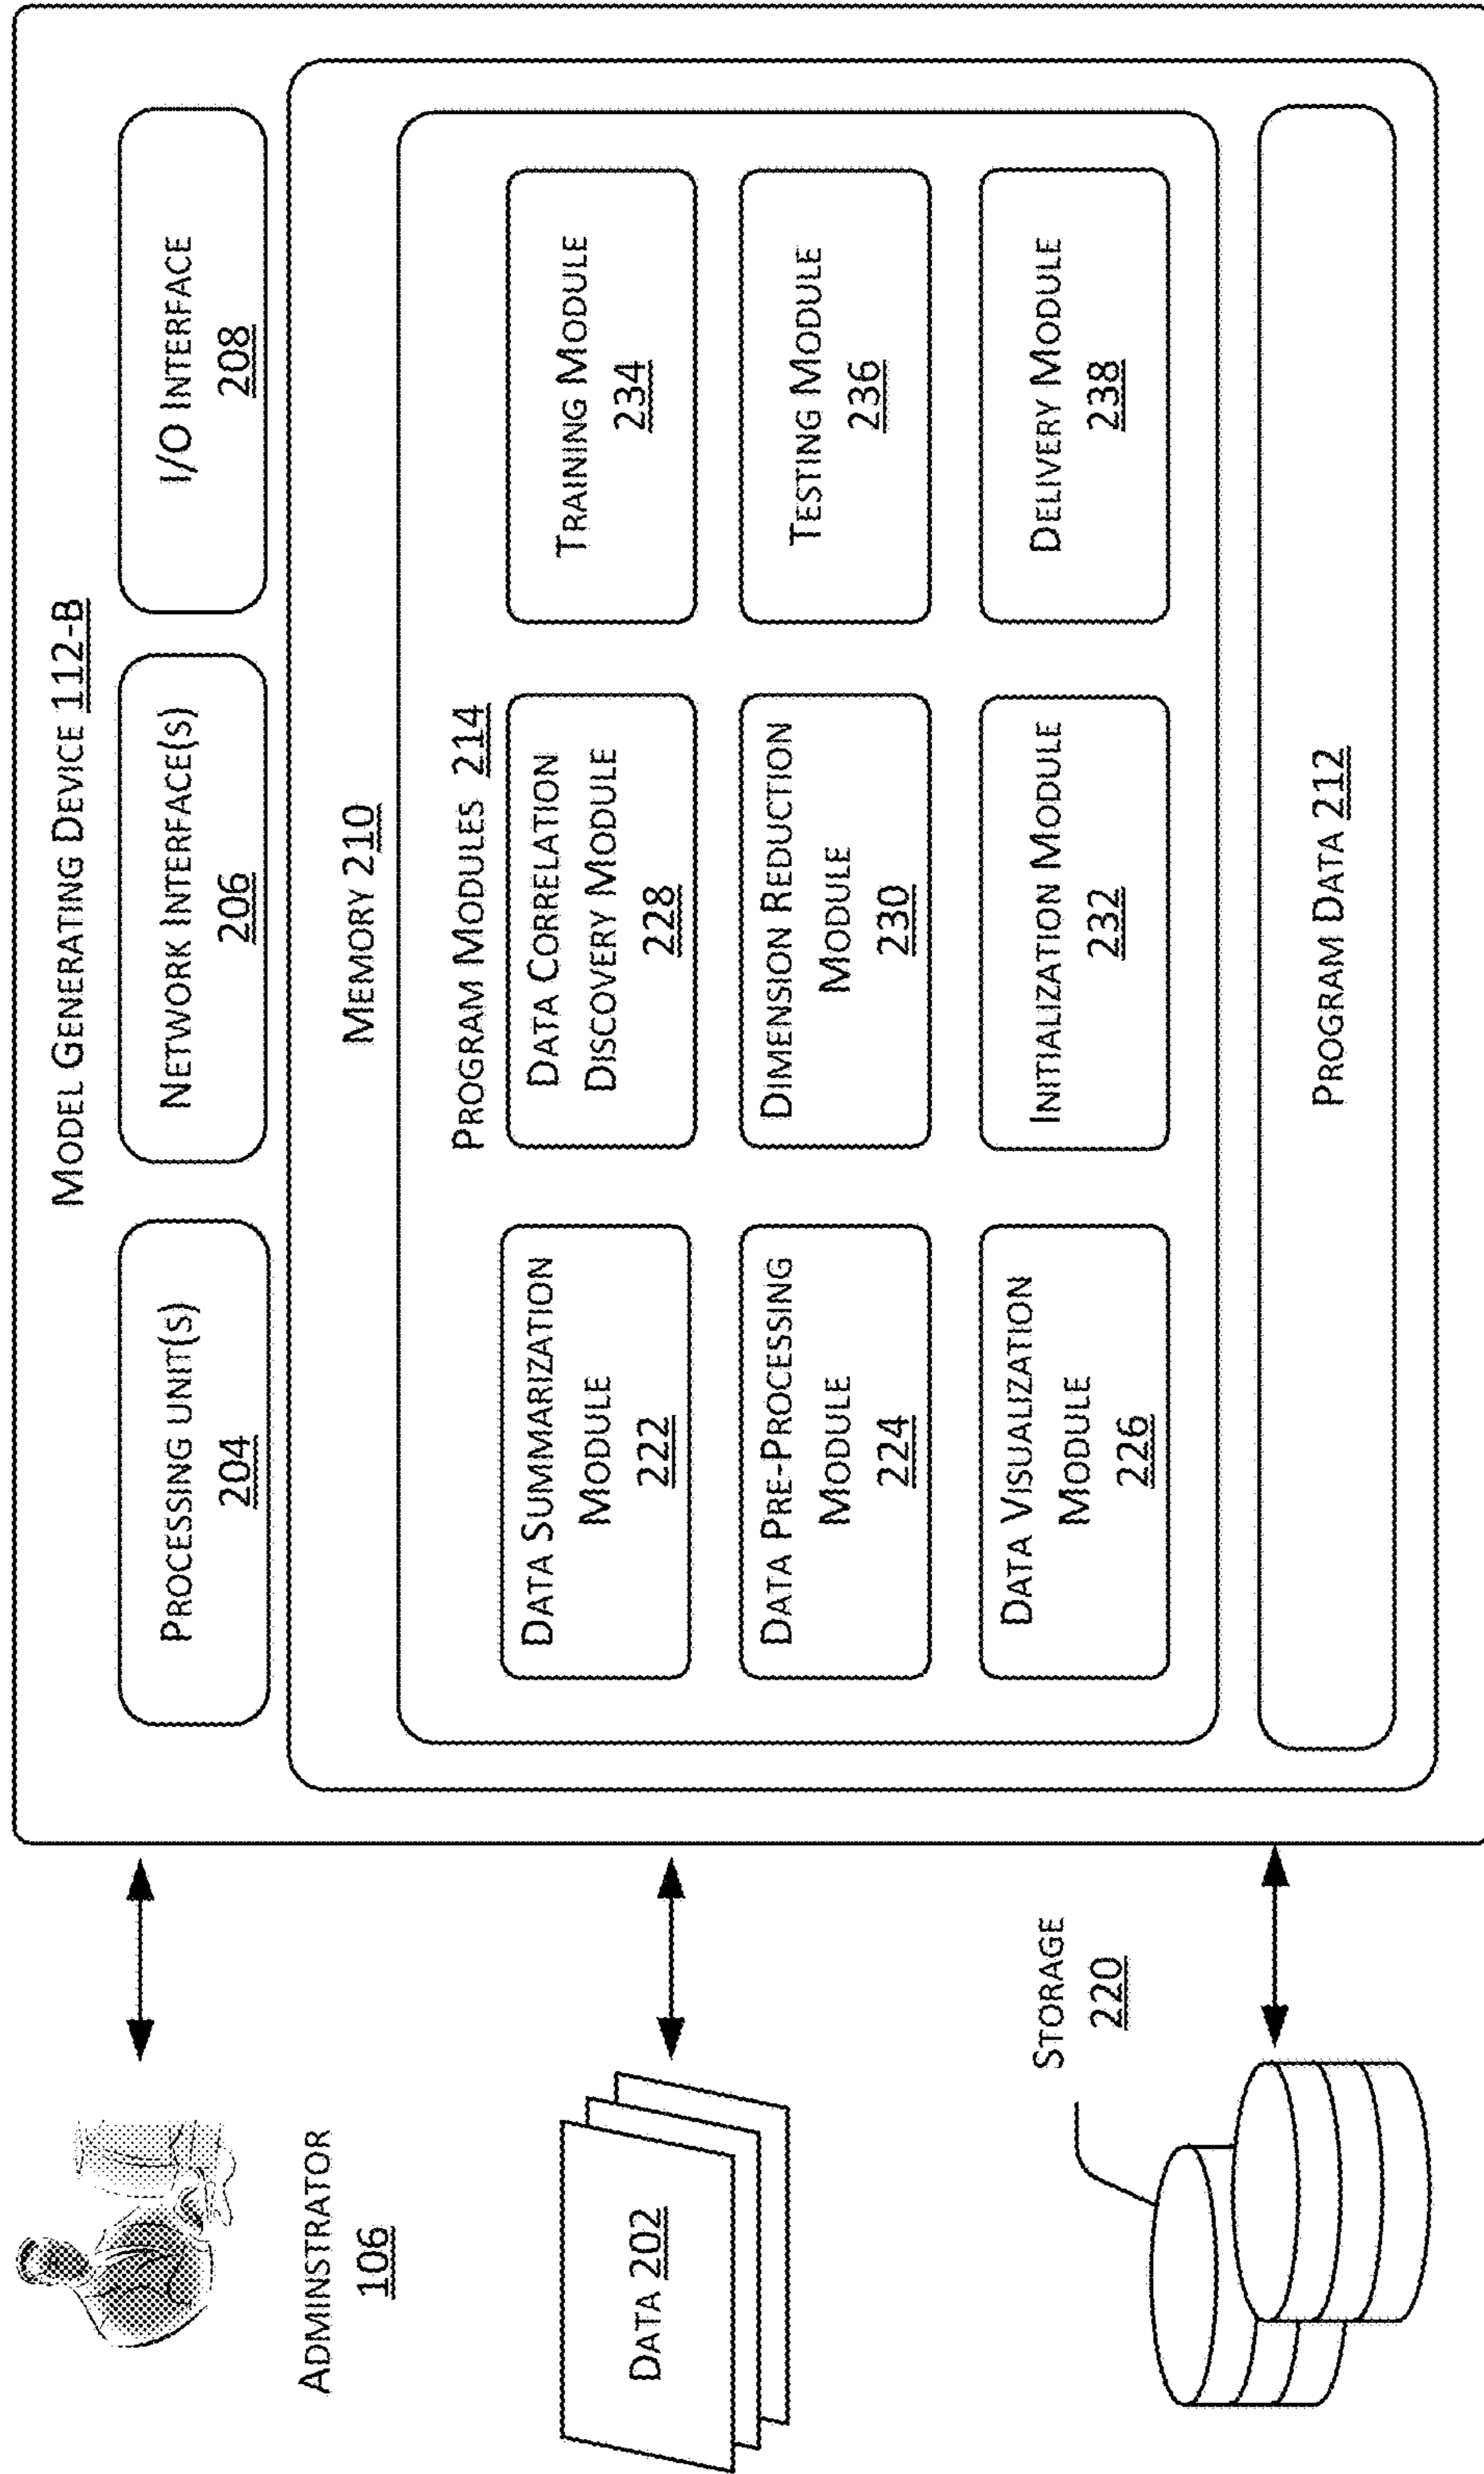 MODEL GENERATING DEVICE 112-B
PROCESSING UNIT(S)
204
NETWORK INTERFACE(S)
206
I/O INTERFACE
208
MEMORY 210
PROGRAM MODULES 214
DATA SUMMARIZATION
MODULE
222
DATA CORRELATION
DISCOVERY MODULE
228
TRAINING MODULE
234
DATA PRE-PROCESSING
MODULE
224
DIMENSION REDUCTION
MODULE
230
TESTING MODULE
236
DATA VISUALIZATION
MODULE
226
INITIALIZATION MODULE
232
DELIVERY MODULE
238
PROGRAM DATA 212
ADMINSTRATOR
106
DATA 202
STORAGE
220